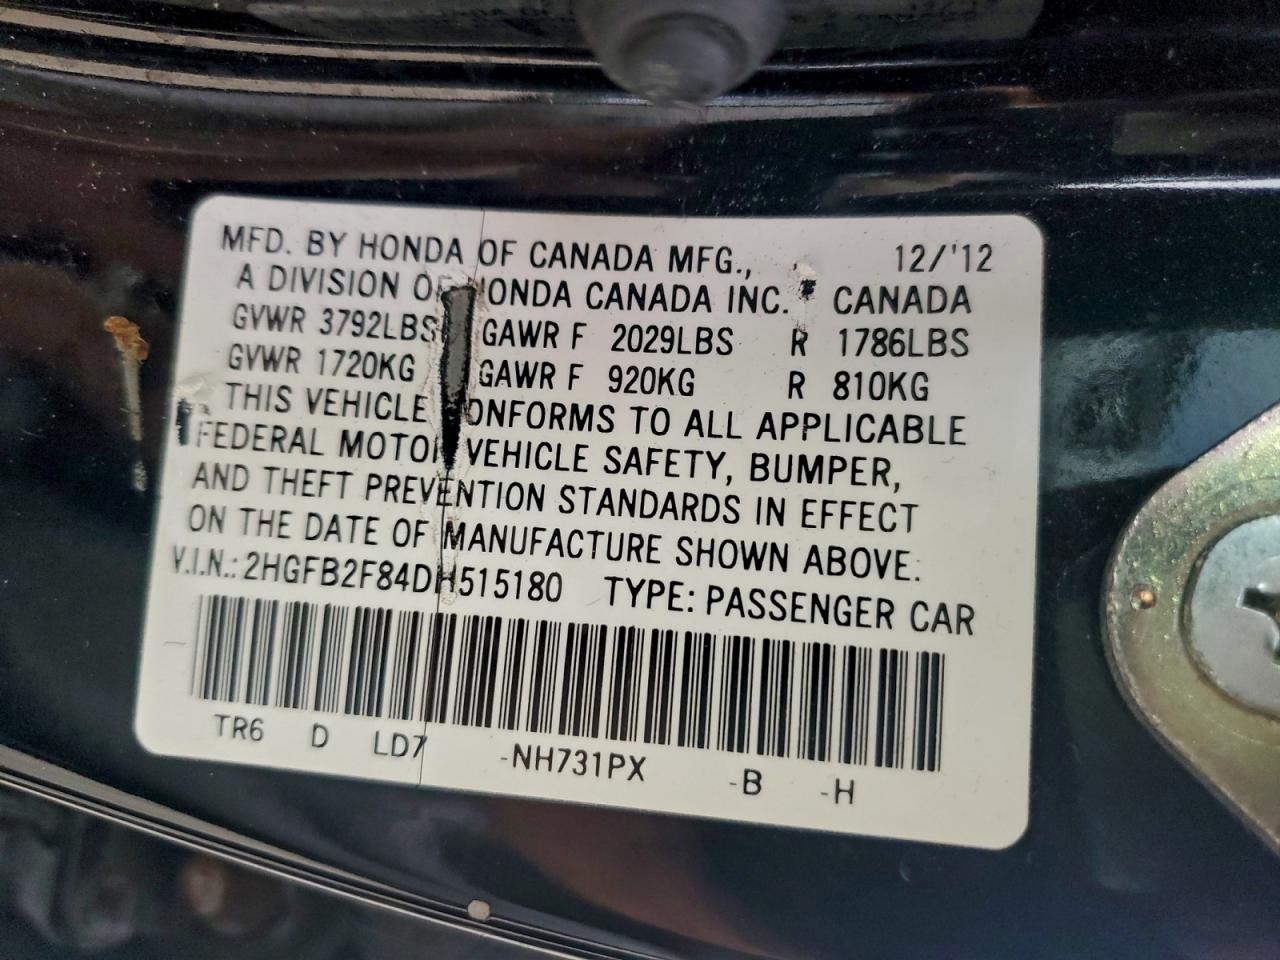 MFD. BY HONDA OF CANADA MFG., 12/'12
A DIVISION OF HONDA CANADA INC. CANADA
GVWR 3792LBS GAWR F 2029LBS R 1786LBS
GVWR 1720KG GAWR F 920KG R 810KG
THIS VEHICLE CONFORMS TO ALL APPLICABLE
FEDERAL MOTOR VEHICLE SAFETY, BUMPER,
AND THEFT PREVENTION STANDARDS IN EFFECT
ON THE DATE OF MANUFACTURE SHOWN ABOVE.
V.I.N.: 2HGFB2F84DH515180 TYPE: PASSENGER CAR
TR6 D LD7 -NH731PX -B -H